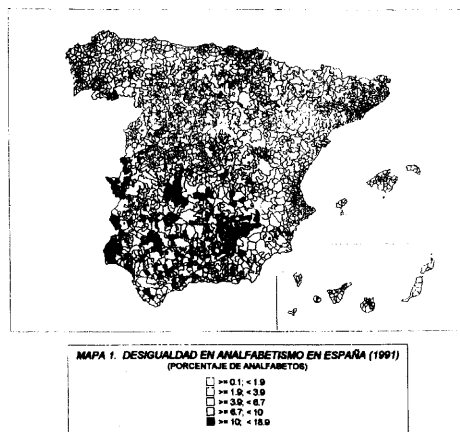 MAPA 1. DESIGUALDAD EN ANALFABETISMO EN ESPAÑA (1991)
(PORCENTAJE DE ANALFABETOS)
>= 0.1; < 1.9
>= 1.9; < 3.9
>= 3.9; < 6.7
>= 6.7; < 10
>= 10; < 18.9